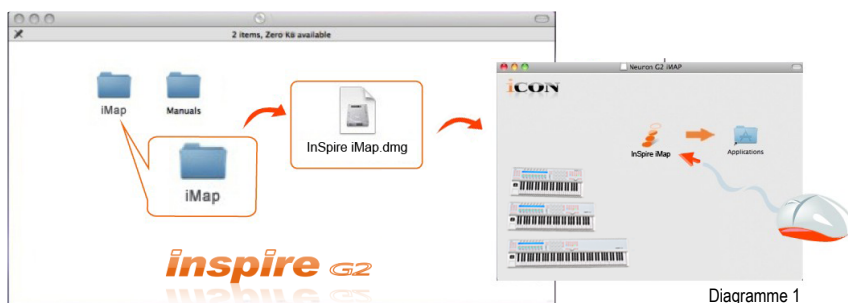 2 items, Zero KB available
iMap
Manuals
iMap
InSpire iMap.dmg
inspire G2
Neuron G2 iMAP
iCON
InSpire iMap
Applications
Diagramme 1